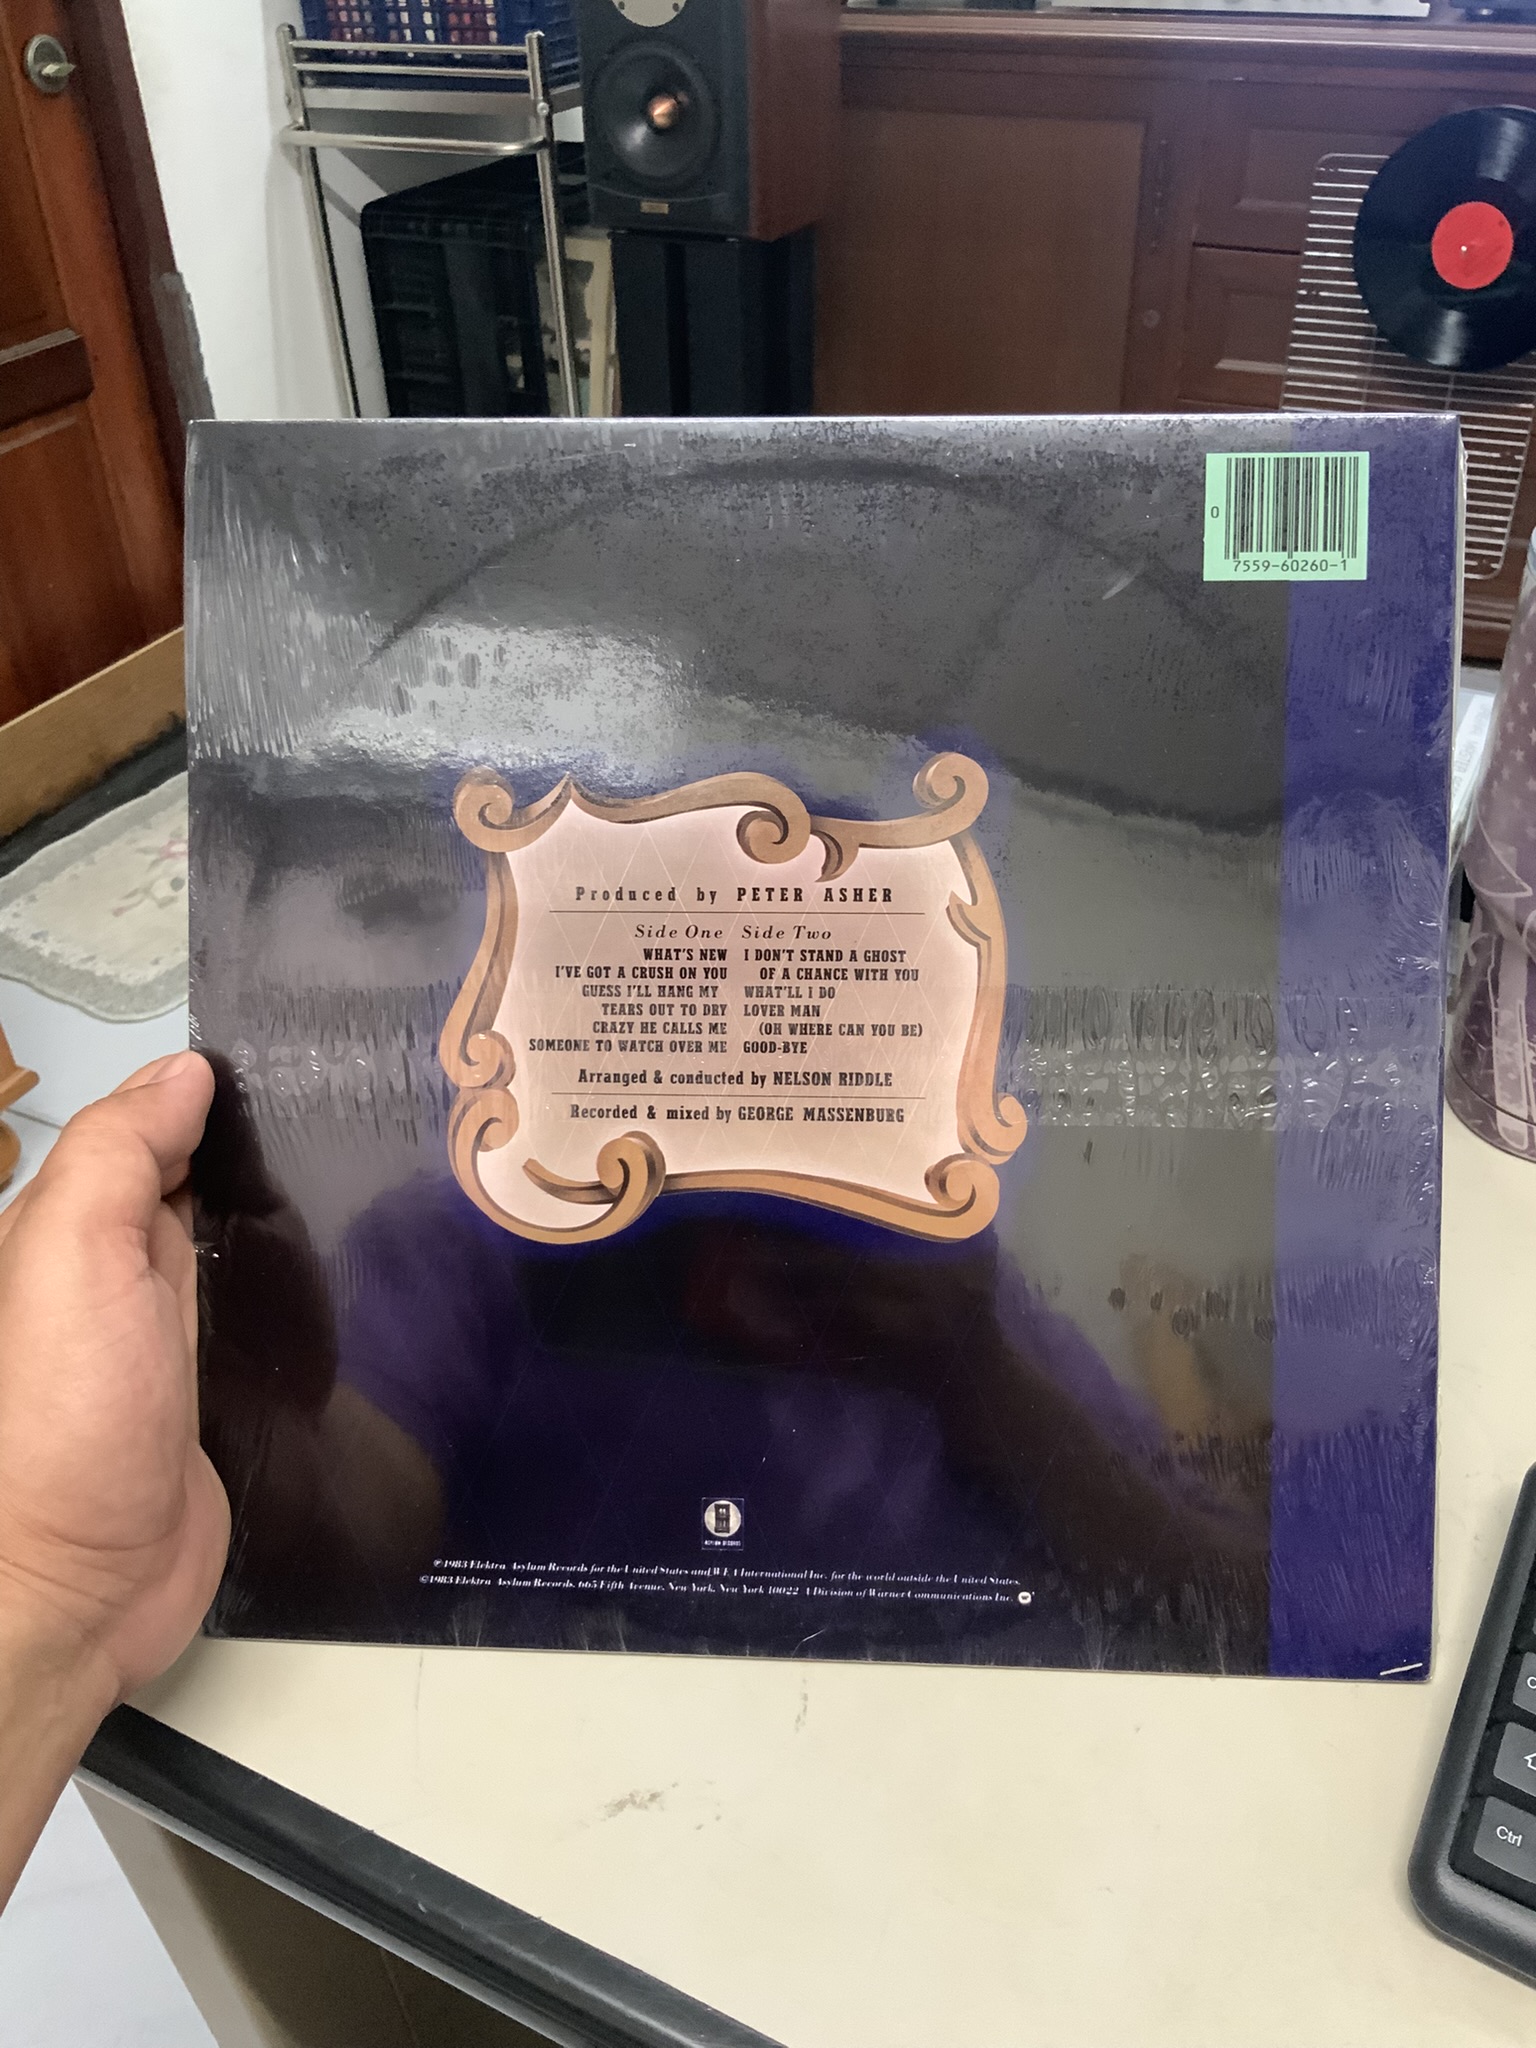 0
7559-60260-1
Produced by PETER ASHER
Side One
WHAT'S NEW
I'VE GOT A CRUSH ON YOU
GUESS I'LL HANG MY
TEARS OUT TO DRY
CRAZY HE CALLS ME
SOMEONE TO WATCH OVER ME
Side Two
I DON'T STAND A GHOST
OF A CHANCE WITH YOU
WHAT'LL I DO
LOVER MAN
(OH WHERE CAN YOU BE)
GOOD-BYE
Arranged & conducted by NELSON RIDDLE
Recorded & mixed by GEORGE MASSENBURG
ASYLUM RECORDS
℗1983 Elektra Asylum Records for the United States and WEA International Inc. for the world outside the United States.
©1983 Elektra Asylum Records, 665 Fifth Avenue, New York, New York 10022 A Division of Warner Communications Inc.
Ctrl